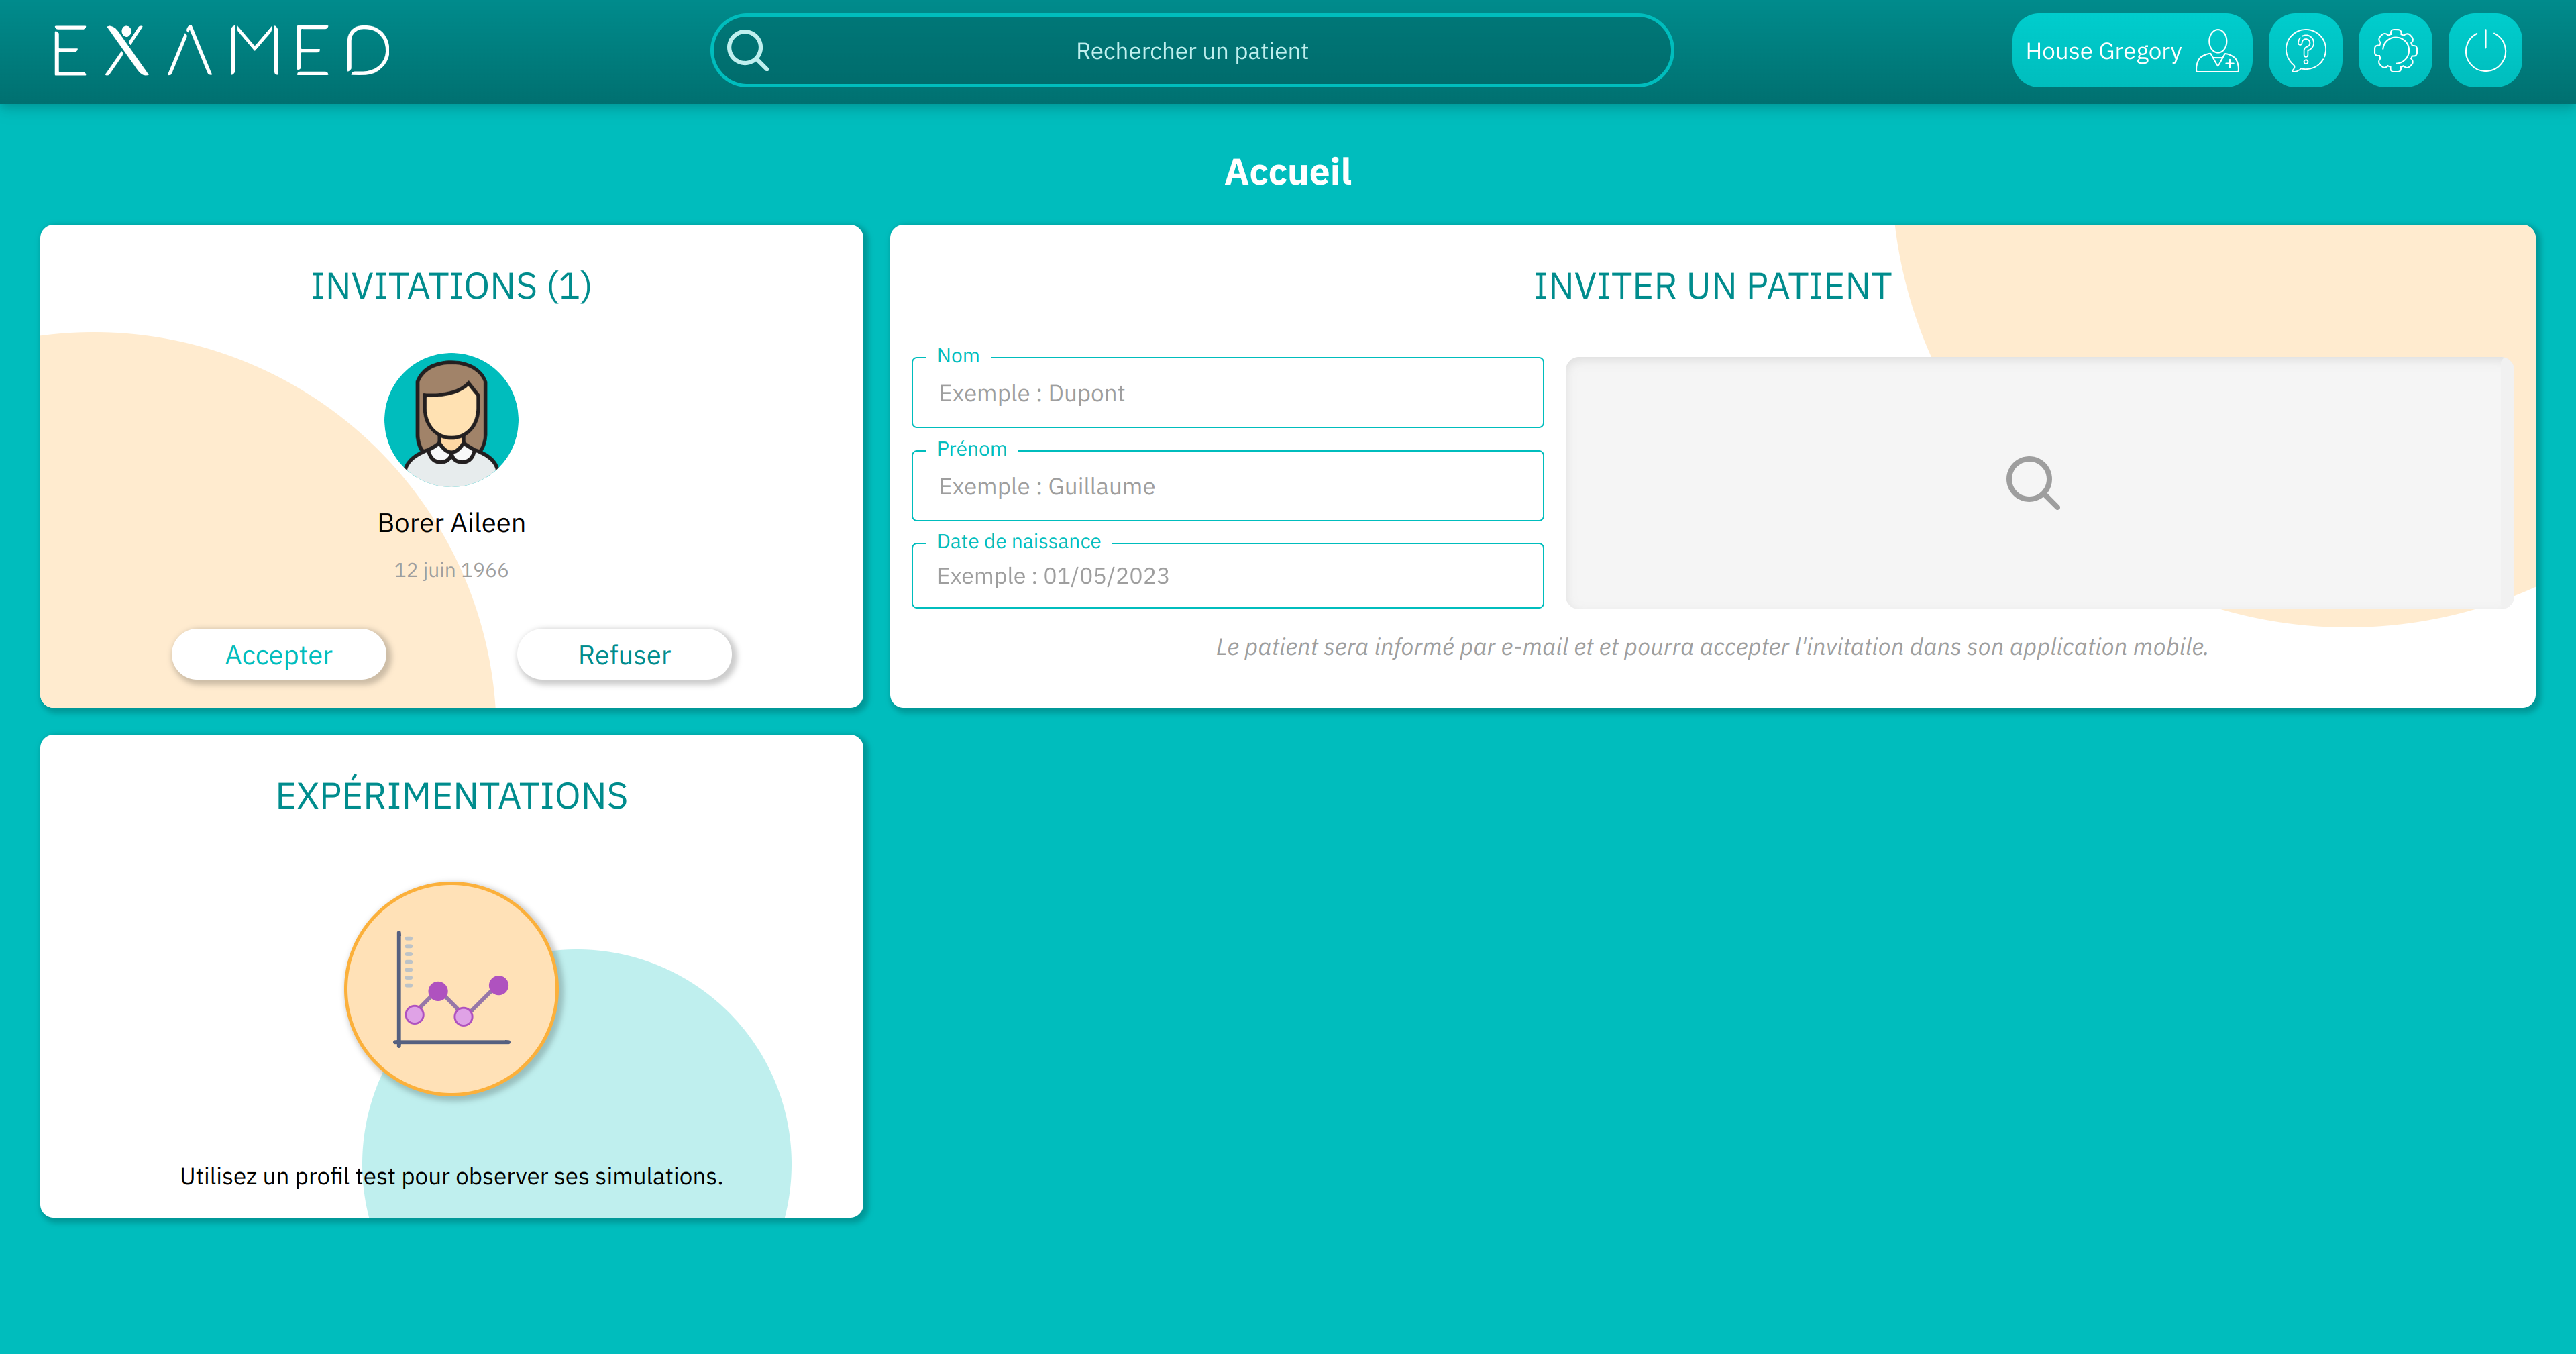 EXAMED
Rechercher un patient
House Gregory
Accueil
INVITATIONS (1)
Borer Aileen
12 juin 1966
Accepter
Refuser
INVITER UN PATIENT
Nom
Exemple : Dupont
Prénom
Exemple : Guillaume
Date de naissance
Exemple : 01/05/2023
Le patient sera informé par e-mail et et pourra accepter l'invitation dans son application mobile.
EXPÉRIMENTATIONS
Utilisez un profil test pour observer ses simulations.